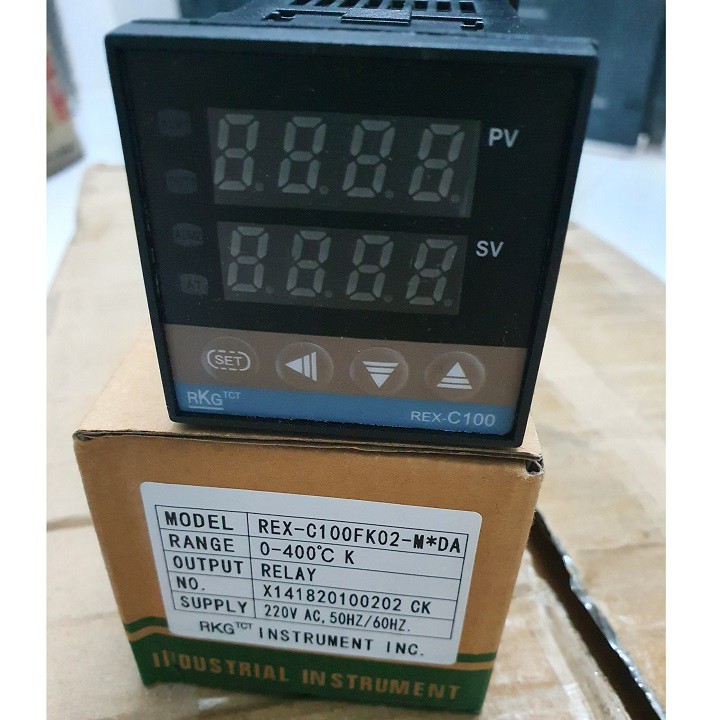 PV
SV
SET
RKG TCT
REX-C100
MODEL REX-C100FK02-M*DA
RANGE 0-400℃ K
OUTPUT RELAY
NO. X141820100202 CK
SUPPLY 220V AC, 50HZ/60HZ.
RKG TCT INSTRUMENT INC.
INDUSTRIAL INSTRUMENT